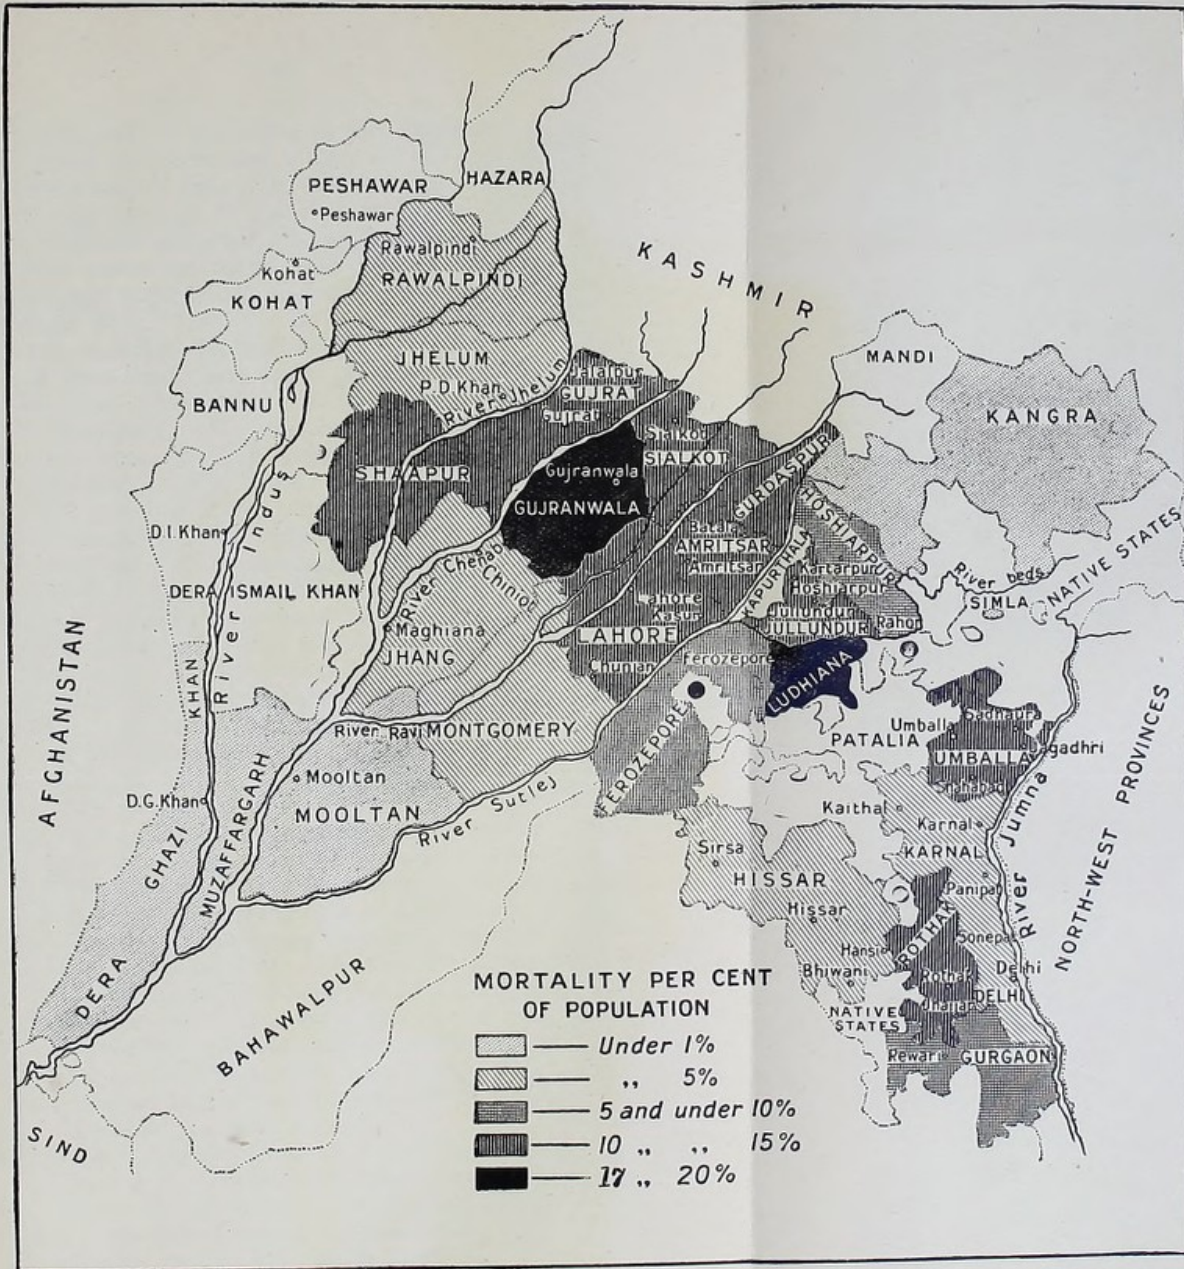 PESHAWAR
Peshawar
HAZARA
Rawalpindi
RAWALPINDI
Kohat
KOHAT
KASHMIR
JHELUM
P.D. Khan
River Jhelum
Jalalpur
GUJRAT
Gujrat
MANDI
KANGRA
BANNU
SHAAPUR
Gujranwala
GUJRANWALA
Sialkot
SIALKOT
GURDASPUR
HOSHIARPUR
Batala
AMRITSAR
Amritsar
KAPURTHALA
Kartarpur
Hoshiarpur
D.I. Khan
DERA ISMAIL KHAN
River Indus
River Chenab
Chiniot
Lahore
Kasur
LAHORE
Chunian
Jullundur
JULLUNDUR
Rahon
River beds
SIMLA
NATIVE STATES
Maghiana
JHANG
AFGHANISTAN
KHAN
River Ravi
MONTGOMERY
Ferozepore
FEROZEPORE
LUDHIANA
Umballa
Sadhaura
Jagadhri
PATALIA
UMBALLA
Shahabad
Mooltan
MOOLTAN
D.G. Khan
GHAZI
MUZAFFARGARH
River Sutlej
Kaithal
Karnal
KARNAL
River Jumna
NORTH-WEST PROVINCES
Sirsa
HISSAR
Hissar
Panipat
Hansi
ROTHAK
Sonepat
Bhiwani
Rothak
Delhi
Jhajjar
DELHI
NATIVE
STATES
Rewari
GURGAON
DERA
BAHAWALPUR
SIND
MORTALITY PER CENT
OF POPULATION
Under 1%
„ 5%
5 and under 10%
10 „ „ 15%
17 „ 20%